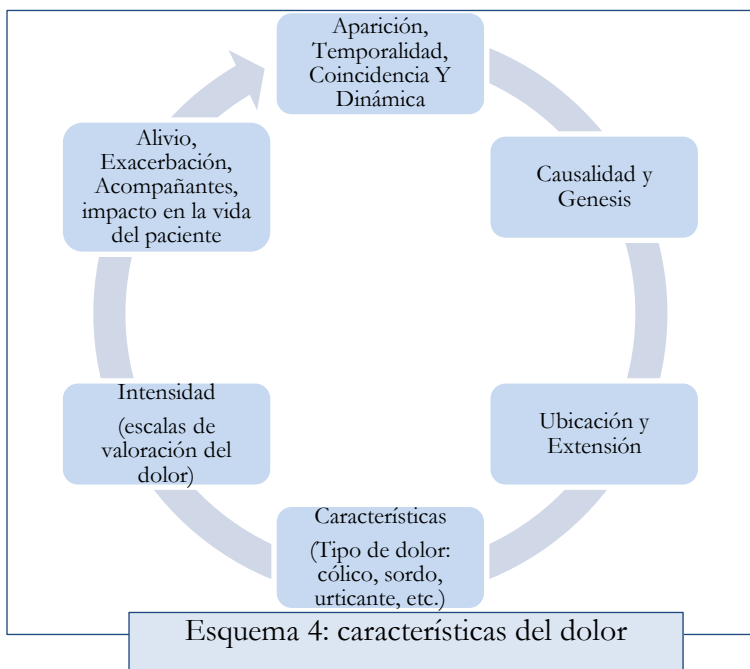 Aparición,
Temporalidad,
Coincidencia Y
Dinámica
Causalidad y
Genesis
Ubicación y
Extensión
Características
(Tipo de dolor:
cólico, sordo,
urticante, etc.)
Intensidad
(escalas de
valoración del
dolor)
Alivio,
Exacerbación,
Acompañantes,
impacto en la vida
del paciente
Esquema 4: características del dolor